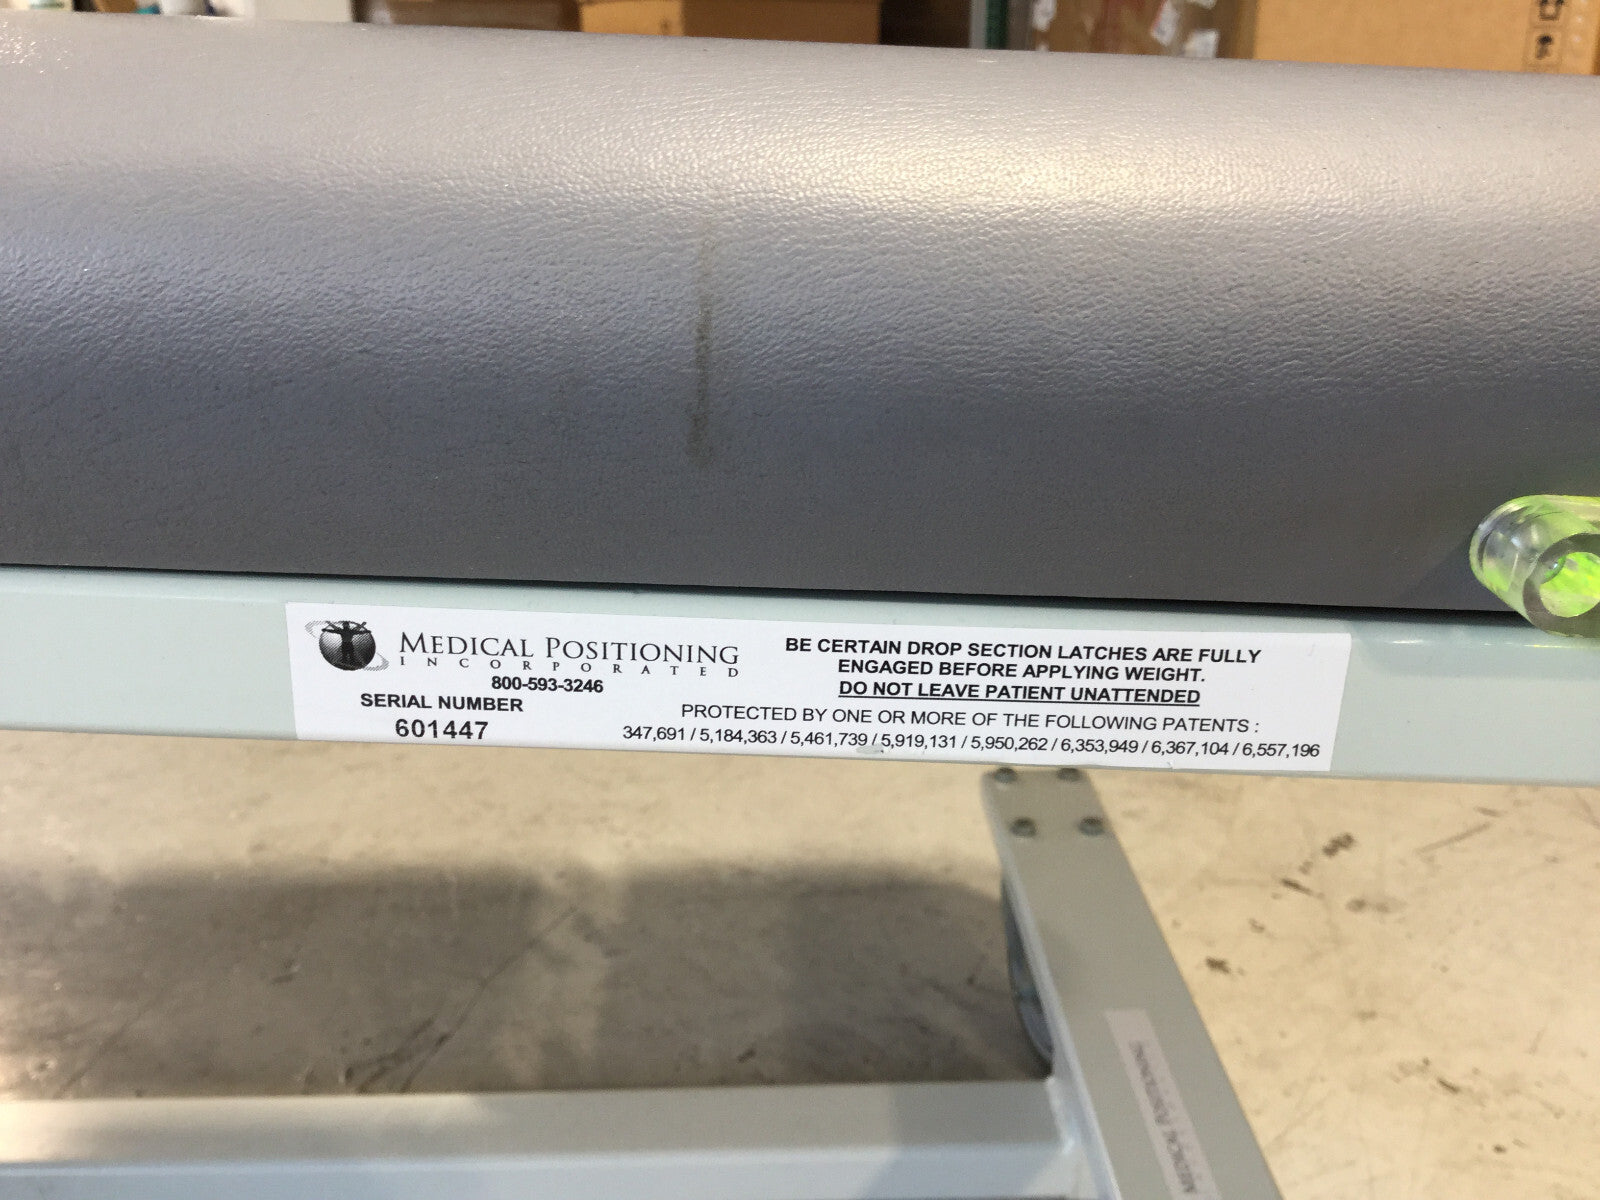 MEDICAL POSITIONING
INCORPORATED
800-593-3246
SERIAL NUMBER
601447
BE CERTAIN DROP SECTION LATCHES ARE FULLY
ENGAGED BEFORE APPLYING WEIGHT.
DO NOT LEAVE PATIENT UNATTENDED
PROTECTED BY ONE OR MORE OF THE FOLLOWING PATENTS :
347,691 / 5,184,363 / 5,461,739 / 5,919,131 / 5,950,262 / 6,353,949 / 6,367,104 / 6,557,196